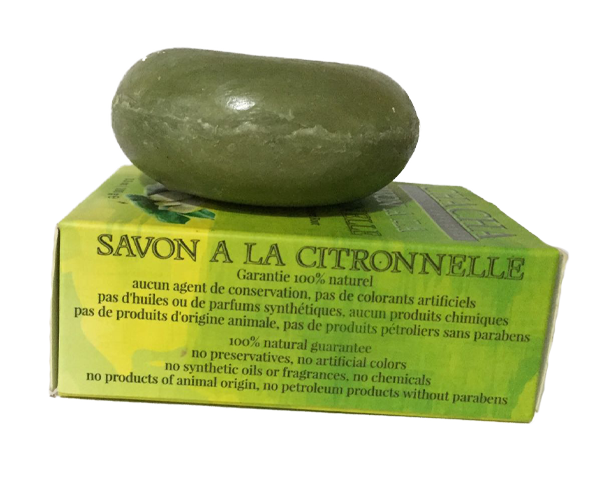 SAVON A LA CITRONNELLE
Garantie 100% naturel
aucun agent de conservation, pas de colorants artificiels
pas d'huiles ou de parfums synthétiques, aucun produits chimiques
pas de produits d'origine animale, pas de produits pétroliers sans parabens
100% natural guarantee
no preservatives, no artificial colors
no synthetic oils or fragrances, no chemicals
no products of animal origin, no petroleum products without parabens